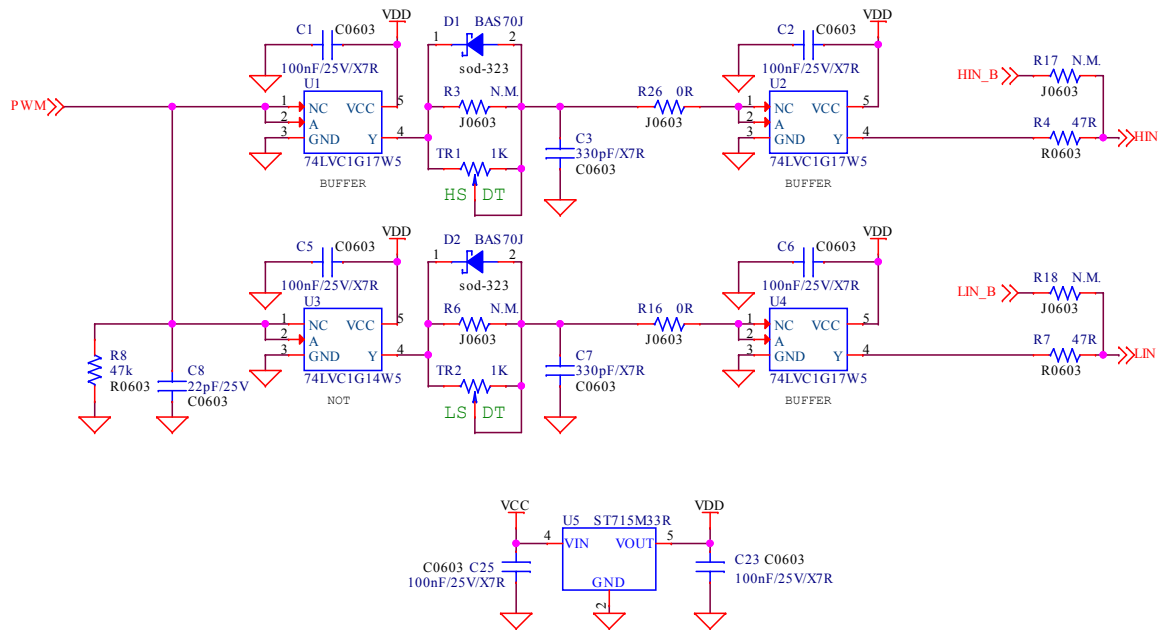 PWM
C1 C0603
VDD
100nF/25V/X7R
U1
1 NC VCC 5
2 A
3 GND Y 4
74LVC1G17W5
BUFFER
D1 BAS70J
1 2
sod-323
R3 N.M.
J0603
TR1 1K
HS DT
C3
330pF/X7R
C0603
R26 0R
J0603
C2 C0603
VDD
100nF/25V/X7R
U2
1 NC VCC 5
2 A
3 GND Y 4
74LVC1G17W5
BUFFER
HIN_B
R17 N.M.
J0603
R4 47R
R0603
HIN
R8
47k
R0603
C8
22pF/25V
C0603
C5 C0603
VDD
100nF/25V/X7R
U3
1 NC VCC 5
2 A
3 GND Y 4
74LVC1G14W5
NOT
D2 BAS70J
1 2
sod-323
R6 N.M.
J0603
TR2 1K
LS DT
C7
330pF/X7R
C0603
R16 0R
J0603
C6 C0603
VDD
100nF/25V/X7R
U4
1 NC VCC 5
2 A
3 GND Y 4
74LVC1G17W5
BUFFER
LIN_B
R18 N.M.
J0603
R7 47R
R0603
LIN
VCC
C0603 C25
100nF/25V/X7R
U5 ST715M33R
4 VIN VOUT 5
GND
2
VDD
C23 C0603
100nF/25V/X7R